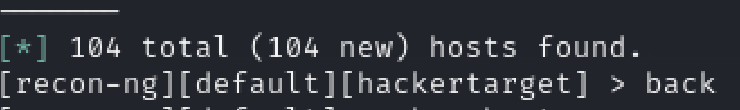 [*] 104 total (104 new) hosts found.
[recon-ng][default][hackertarget] > back